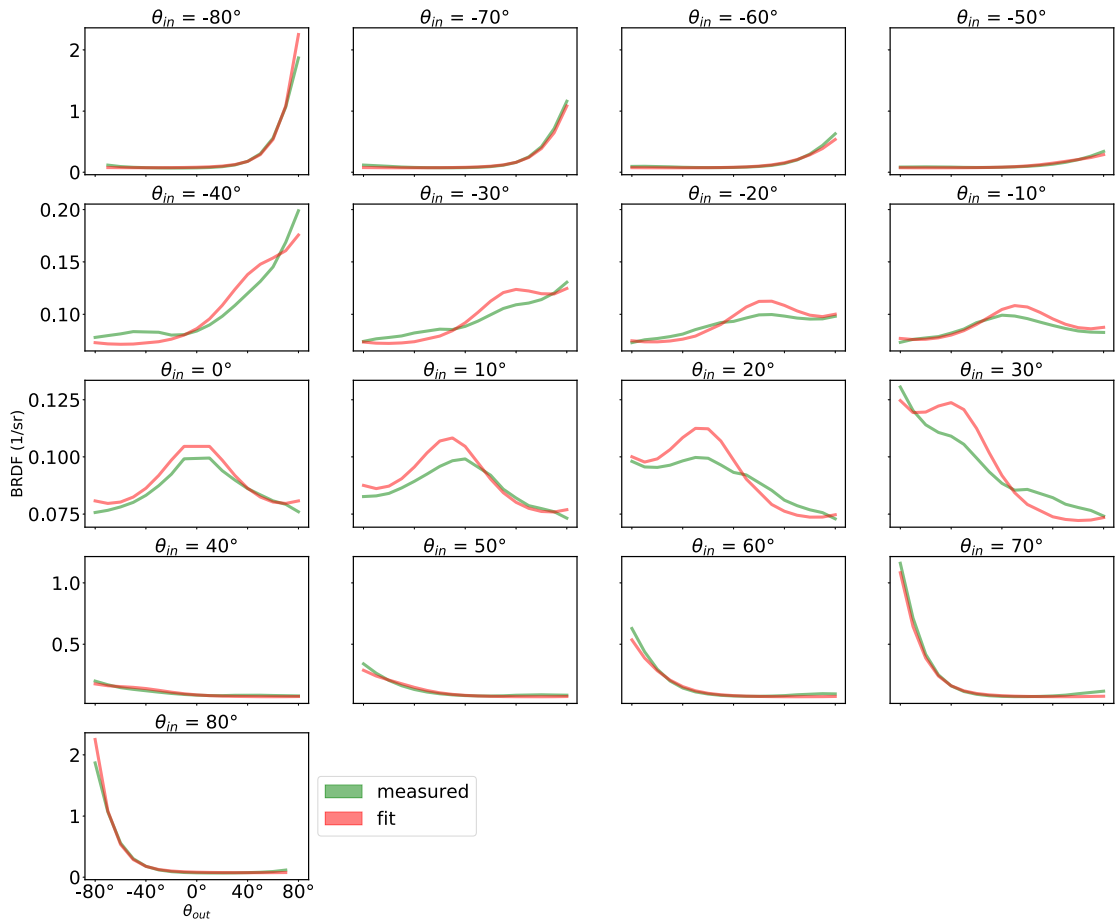 θin = -80° θin = -70° θin = -60° θin = -50°
2
1
0
θin = -40° θin = -30° θin = -20° θin = -10°
0.20
0.15
0.10
θin = 0° θin = 10° θin = 20° θin = 30°
0.125
0.100
0.075
BRDF (1/sr)
θin = 40° θin = 50° θin = 60° θin = 70°
1.0
0.5
θin = 80°
2
1
0
measured
fit
-80° -40° 0° 40° 80°
θout